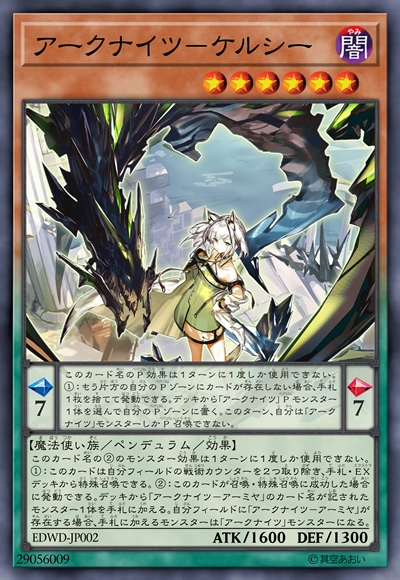 アークナイツ－ケルシー
闇
やみ
このカード名のP効果は1ターンに1度しか使用できない。
①：もう片方の自分のPゾーンにカードが存在しない場合、手札
1枚を捨てて発動できる。デッキから「アークナイツ」Pモンスター
1体を選んで自分のPゾーンに置く。このターン、自分は「アーク
ナイツ」モンスターしかP召喚できない。
7
7
【魔法使い族／ペンデュラム／効果】
このカード名の②のモンスター効果は1ターンに1度しか使用できない。
①：このカードは自分フィールドの戦術カウンターを2つ取り除き、手札・EX
デッキから特殊召喚できる。②：このカードが召喚・特殊召喚に成功した場合
に発動できる。デッキから「アークナイツ－アーミヤ」のカード名が記された
モンスター1体を手札に加える。自分フィールドに「アークナイツ－アーミヤ」が
存在する場合、手札に加えるモンスターは「アークナイツ」モンスターになる。
EDWD-JP002
ATK/1600 DEF/1300
29056009
©其空あおい